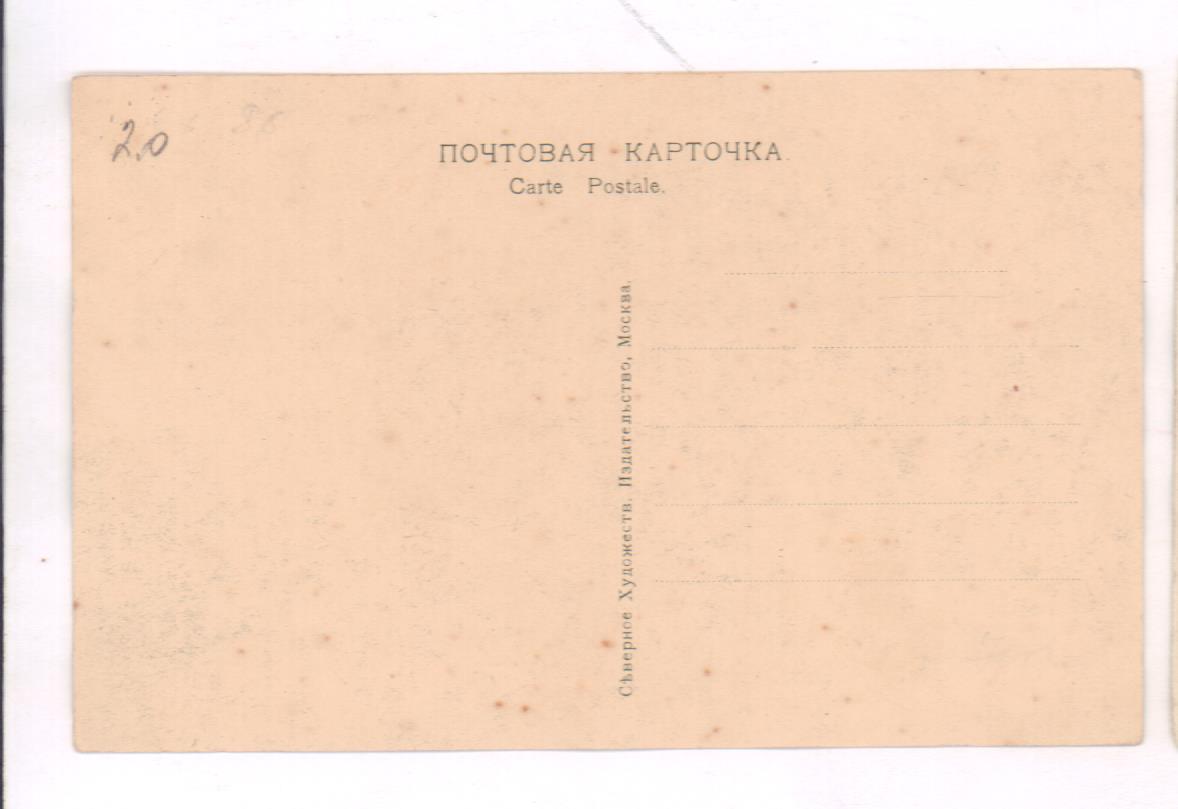 2.0
ПОЧТОВАЯ КАРТОЧКА.
Carte Postale.
Сѣверное Художеств. Издательство, Москва.